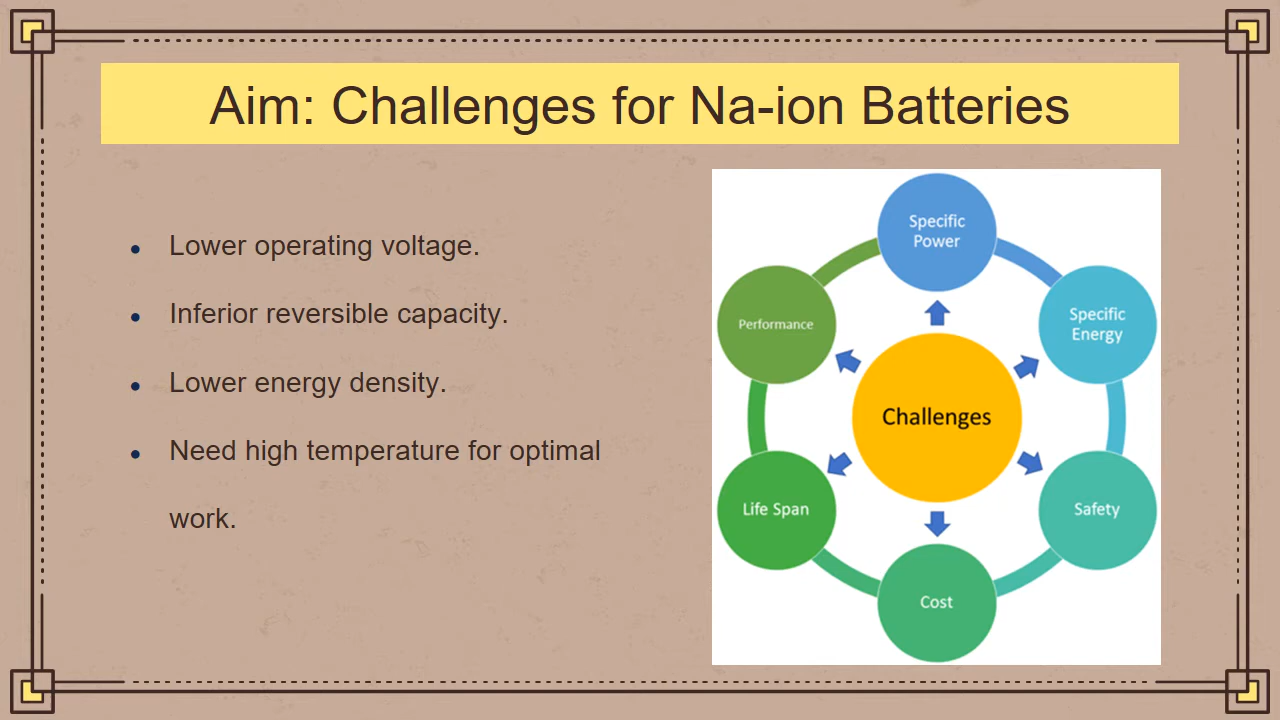 Aim: Challenges for Na-ion Batteries
• Lower operating voltage.
• Inferior reversible capacity.
• Lower energy density.
• Need high temperature for optimal
work.
Specific
Power
Specific
Energy
Safety
Cost
Life Span
Performance
Challenges